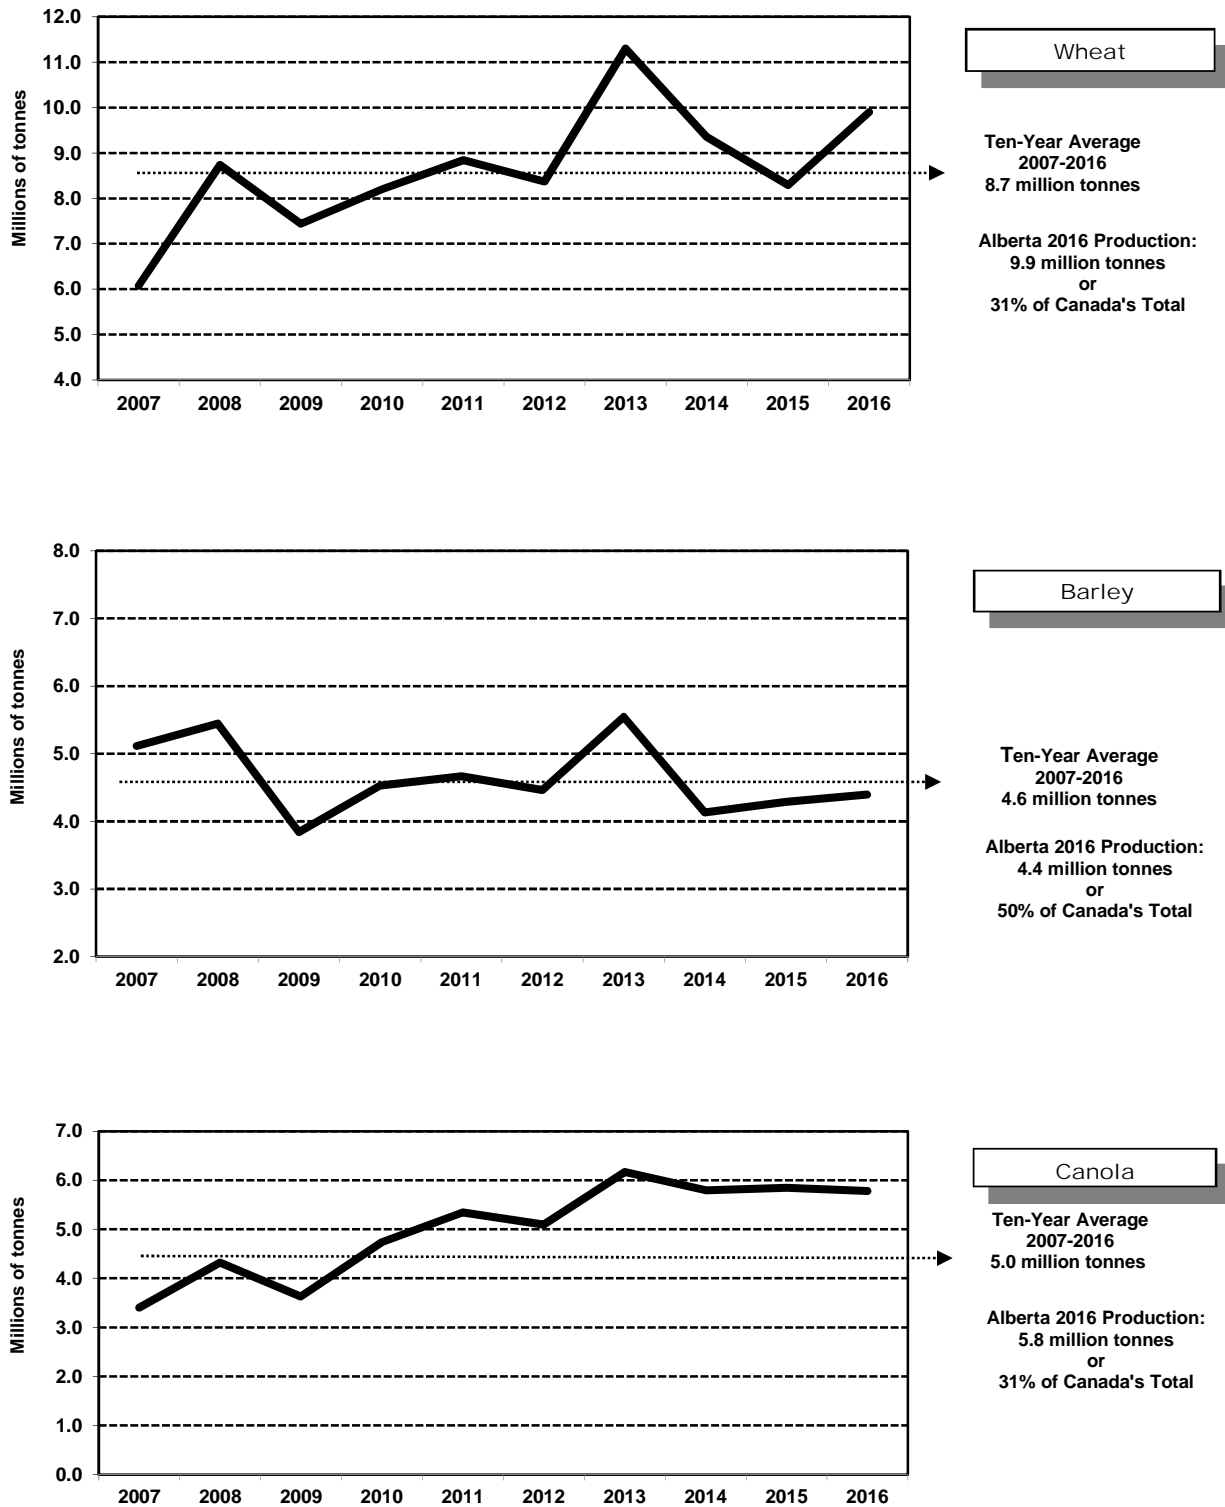 12.0
11.0
10.0
9.0
8.0
7.0
6.0
5.0
4.0
Millions of tonnes
2007 2008 2009 2010 2011 2012 2013 2014 2015 2016
Wheat
Ten-Year Average
2007-2016
8.7 million tonnes
Alberta 2016 Production:
9.9 million tonnes
or
31% of Canada's Total
8.0
7.0
6.0
5.0
4.0
3.0
2.0
Millions of tonnes
2007 2008 2009 2010 2011 2012 2013 2014 2015 2016
Barley
Ten-Year Average
2007-2016
4.6 million tonnes
Alberta 2016 Production:
4.4 million tonnes
or
50% of Canada's Total
7.0
6.0
5.0
4.0
3.0
2.0
1.0
0.0
Millions of tonnes
2007 2008 2009 2010 2011 2012 2013 2014 2015 2016
Canola
Ten-Year Average
2007-2016
5.0 million tonnes
Alberta 2016 Production:
5.8 million tonnes
or
31% of Canada's Total